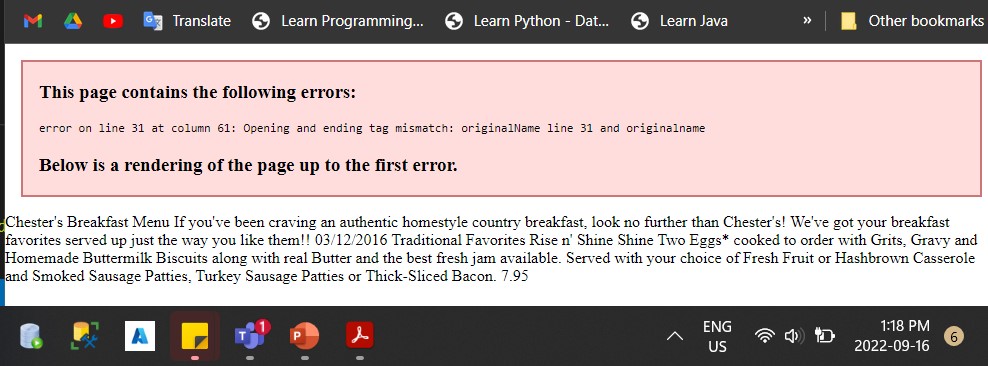 Translate
Learn Programming...
Learn Python - Dat...
Learn Java
»
Other bookmarks
This page contains the following errors:
error on line 31 at column 61: Opening and ending tag mismatch: originalName line 31 and originalname
Below is a rendering of the page up to the first error.
Chester's Breakfast Menu If you've been craving an authentic homestyle country breakfast, look no further than Chester's! We've got your breakfast
favorites served up just the way you like them!! 03/12/2016 Traditional Favorites Rise n' Shine Shine Two Eggs* cooked to order with Grits, Gravy and
Homemade Buttermilk Biscuits along with real Butter and the best fresh jam available. Served with your choice of Fresh Fruit or Hashbrown Casserole
and Smoked Sausage Patties, Turkey Sausage Patties or Thick-Sliced Bacon. 7.95
1
ENG
US
1:18 PM
2022-09-16
6